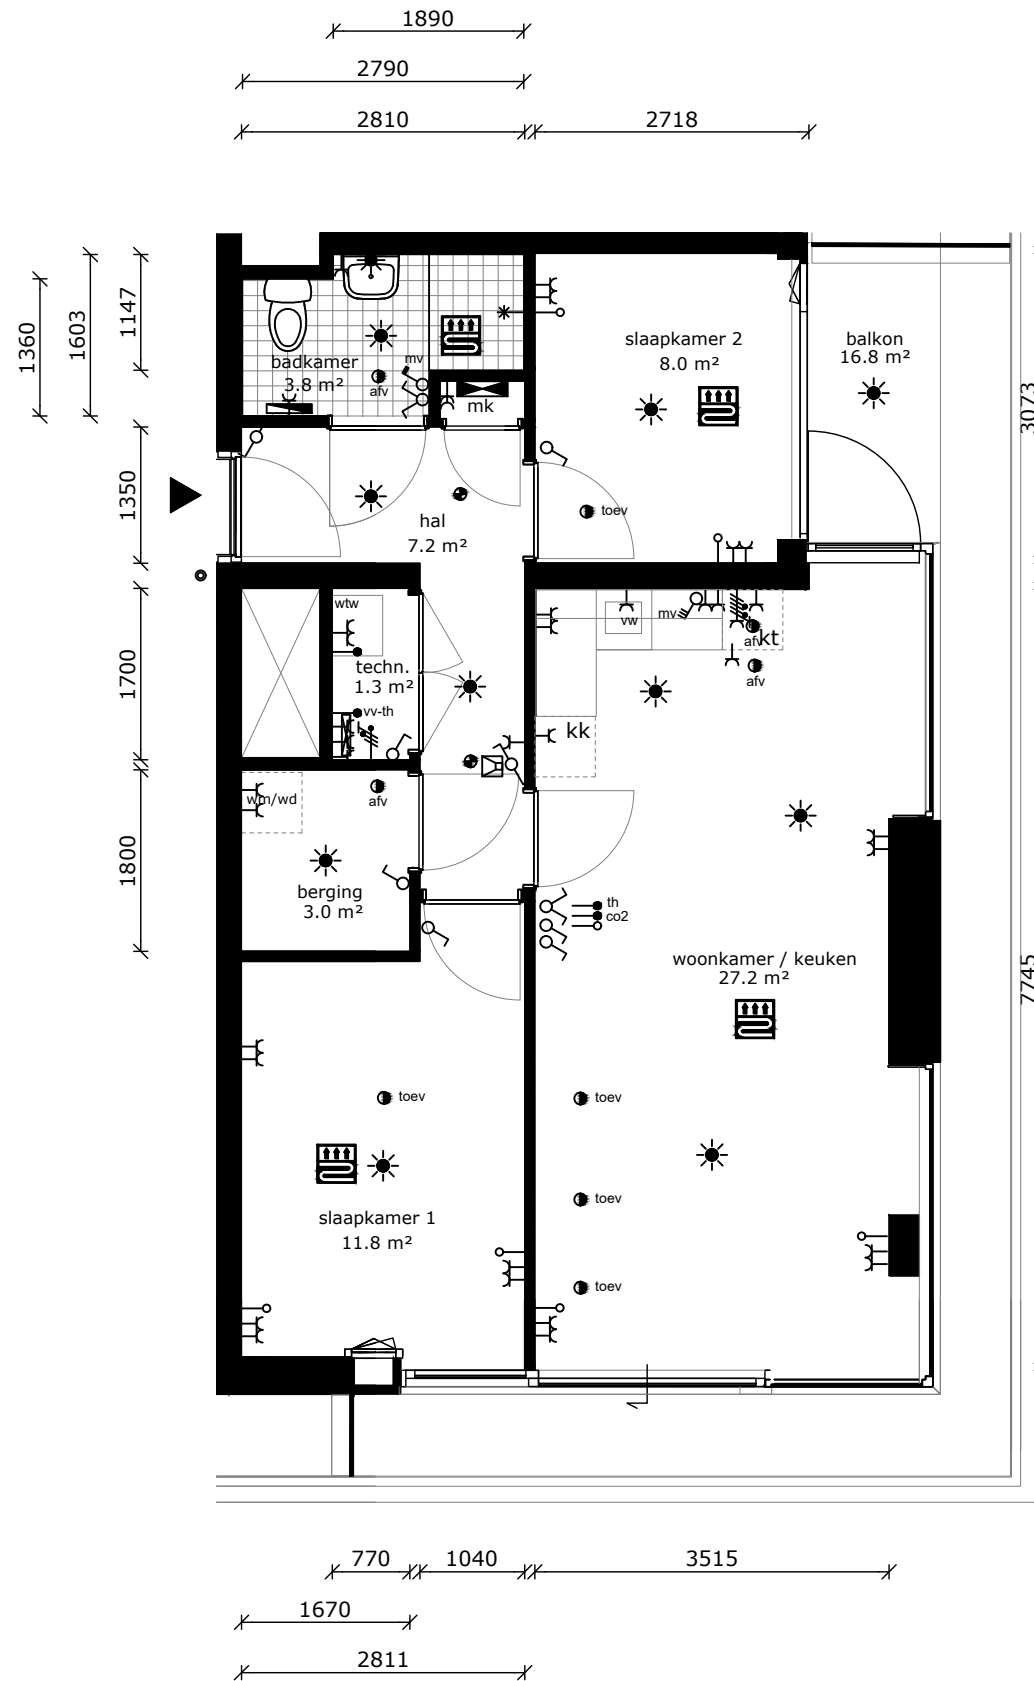 1890
2790
2810
2718
1360
1603
1147
3073
slaapkamer 2
8.0 m²
balkon
16.8 m²
badkamer
3.8 m²
mv
afv
mk
1350
hal
7.2 m²
toev
wtw
vw
mv
afv
kt
afv
techn.
1.3 m²
1700
vv-th
kk
wm/wd
afv
1800
berging
3.0 m²
th
co2
woonkamer / keuken
27.2 m²
7745
toev
toev
slaapkamer 1
11.8 m²
toev
toev
770
1040
3515
1670
2811